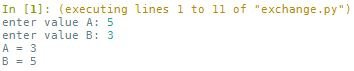 In [1]: (executing lines 1 to 11 of "exchange.py")
enter value A: 5
enter value B: 3
A = 3
B = 5